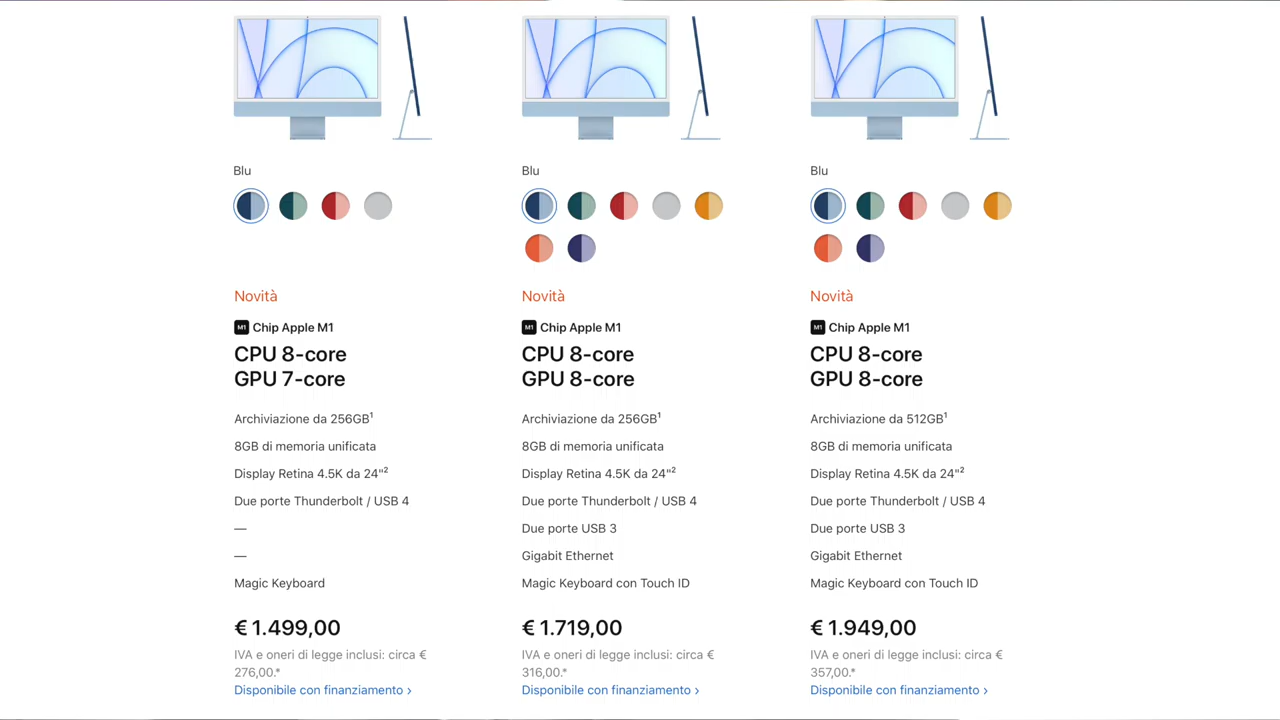 Blu
Novità
M1 Chip Apple M1
CPU 8-core
GPU 7-core
Archiviazione da 256GB¹
8GB di memoria unificata
Display Retina 4.5K da 24"²
Due porte Thunderbolt / USB 4
—
—
Magic Keyboard
€ 1.499,00
IVA e oneri di legge inclusi: circa €
276,00.*
Disponibile con finanziamento ›
Blu
Novità
M1 Chip Apple M1
CPU 8-core
GPU 8-core
Archiviazione da 256GB¹
8GB di memoria unificata
Display Retina 4.5K da 24"²
Due porte Thunderbolt / USB 4
Due porte USB 3
Gigabit Ethernet
Magic Keyboard con Touch ID
€ 1.719,00
IVA e oneri di legge inclusi: circa €
316,00.*
Disponibile con finanziamento ›
Blu
Novità
M1 Chip Apple M1
CPU 8-core
GPU 8-core
Archiviazione da 512GB¹
8GB di memoria unificata
Display Retina 4.5K da 24"²
Due porte Thunderbolt / USB 4
Due porte USB 3
Gigabit Ethernet
Magic Keyboard con Touch ID
€ 1.949,00
IVA e oneri di legge inclusi: circa €
357,00.*
Disponibile con finanziamento ›